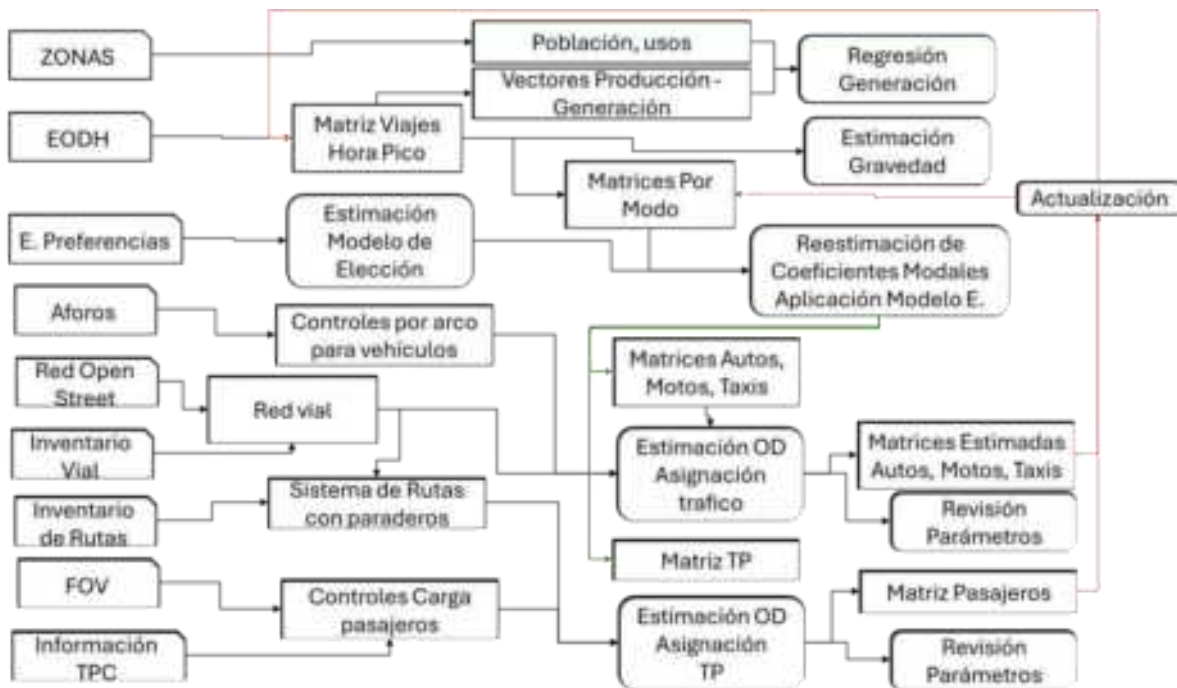 ZONAS
Población, usos
Regresión
Generación
Vectores Producción -
Generación
EODH
Matriz Viajes
Hora Pico
Estimación
Gravedad
Matrices Por
Modo
Actualización
E. Preferencias
Estimación
Modelo de
Elección
Reestimación de
Coeficientes Modales
Aplicación Modelo E.
Aforos
Controles por arco
para vehículos
Red Open
Street
Red vial
Matrices Autos,
Motos, Taxis
Inventario
Vial
Estimación OD
Asignación
trafico
Matrices Estimadas
Autos, Motos, Taxis
Inventario
de Rutas
Sistema de Rutas
con paraderos
Revisión
Parámetros
Matriz TP
FOV
Controles Carga
pasajeros
Matriz Pasajeros
Estimación OD
Asignación
TP
Información
TPC
Revisión
Parámetros